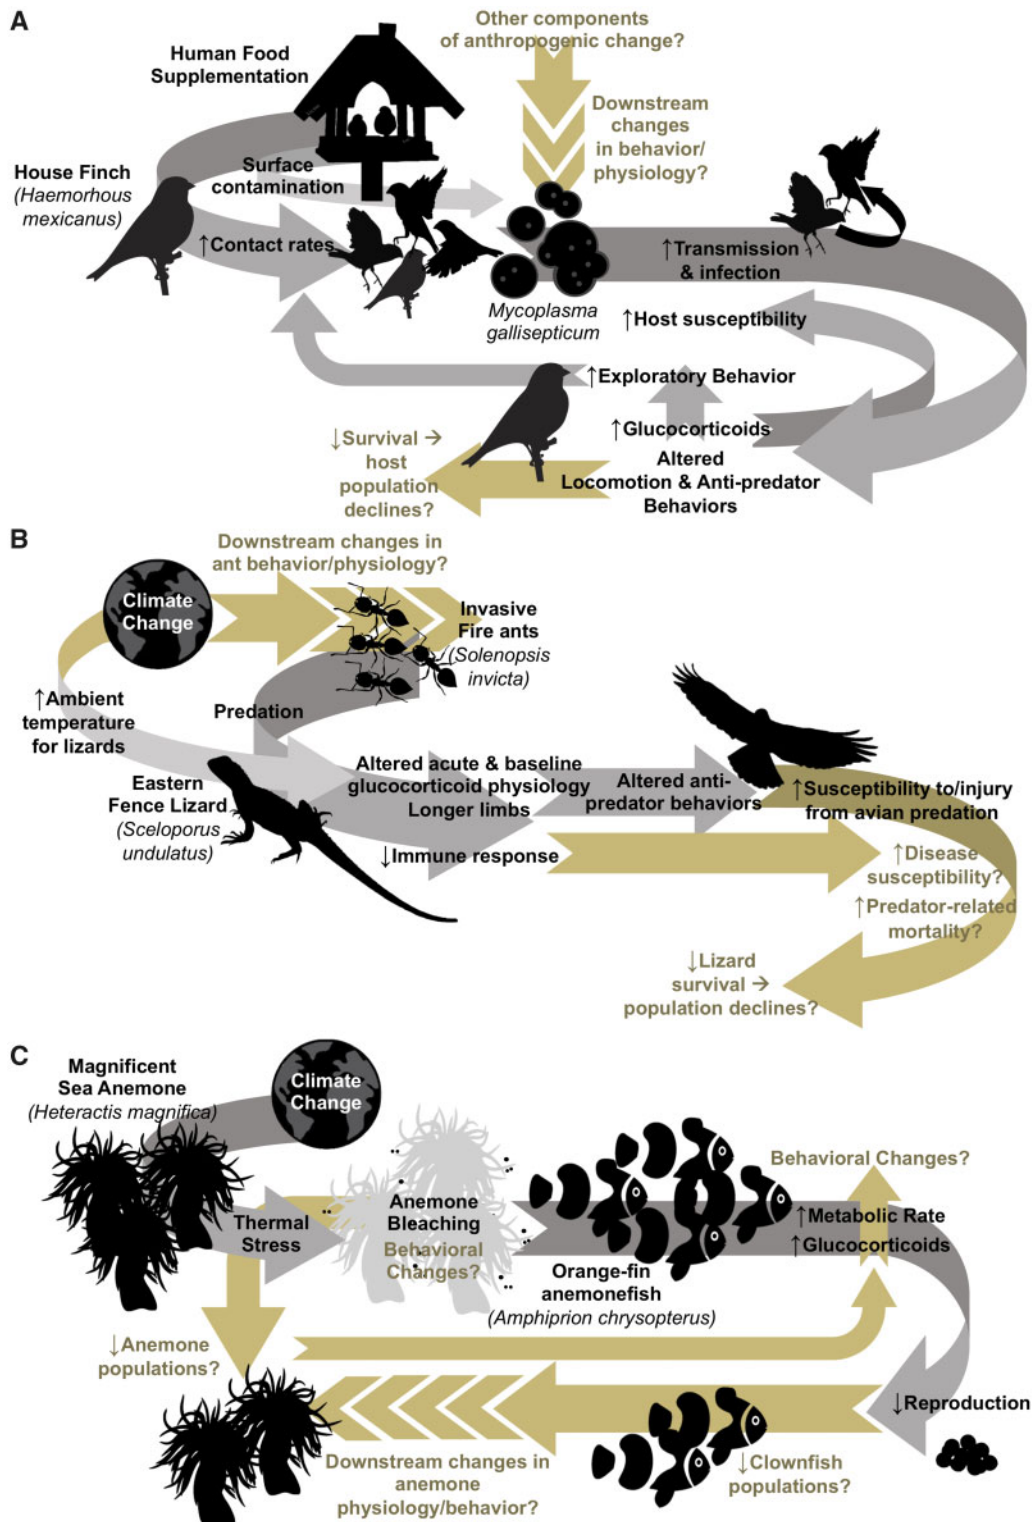 A
Other components
of anthropogenic change?
Human Food
Supplementation
Downstream
changes
in behavior/
physiology?
House Finch
(Haemorhous
mexicanus)
Surface
contamination
↑Contact rates
↑Transmission
& infection
Mycoplasma
gallisepticum
↑Host susceptibility
↑Exploratory Behavior
↑Glucocorticoids
Altered
Locomotion & Anti-predator
Behaviors
↓Survival →
host
population
declines?
B
Downstream changes in
ant behavior/physiology?
Climate
Change
Invasive
Fire ants
(Solenopsis
invicta)
↑Ambient
temperature
for lizards
Predation
Eastern
Fence Lizard
(Sceloporus
undulatus)
Altered acute & baseline
glucocorticoid physiology
Longer limbs
↓Immune response
Altered anti-
predator behaviors
↑Susceptibility to/injury
from avian predation
↑Disease
susceptibility?
↑Predator-related
mortality?
↓Lizard
survival →
population declines?
C
Magnificent
Sea Anemone
(Heteractis magnifica)
Climate
Change
Thermal
Stress
Anemone
Bleaching
Behavioral
Changes?
Orange-fin
anemonefish
(Amphiprion chrysopterus)
Behavioral Changes?
↑Metabolic Rate
↑Glucocorticoids
↓Anemone
populations?
↓Reproduction
↓Clownfish
populations?
Downstream changes in
anemone
physiology/behavior?